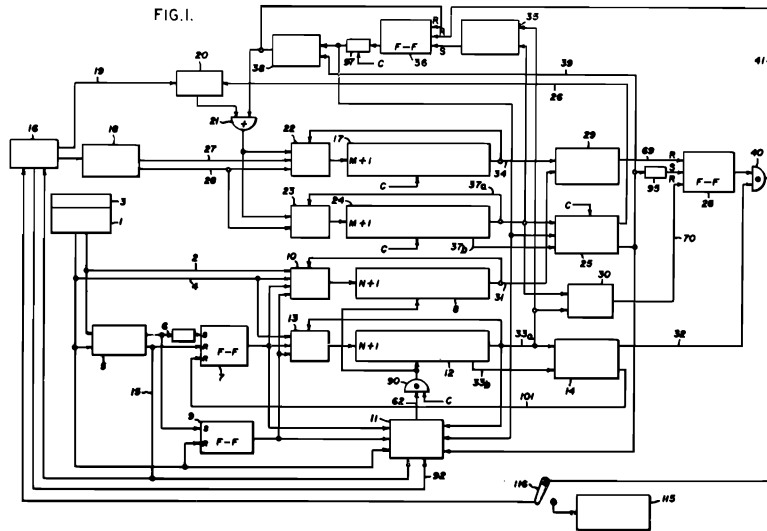 FIG.1.
35
R
R
S
F-F
36
97
C
38
39
41
19
20
26
21
+
16
18
27
28
22
17
M+1
C
34
29
69
R
S
R
F-F
28
95
40
3
1
23
24
M+1
C
37a
37b
C
25
70
2
4
10
N+1
8
31
30
5
6
S
R
R
F-F
7
13
N+1
12
33a
33b
14
32
90
C
101
15
9
S
R
F-F
62
11
92
116
115